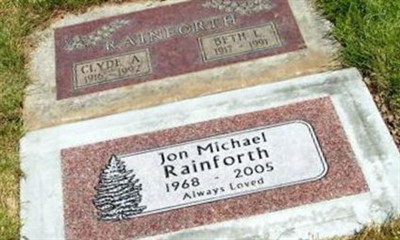 RAINFORTH
CLYDE A.
1916 - 1992
BETH L.
1917 - 1991
Jon Michael
Rainforth
1968 - 2005
Always Loved